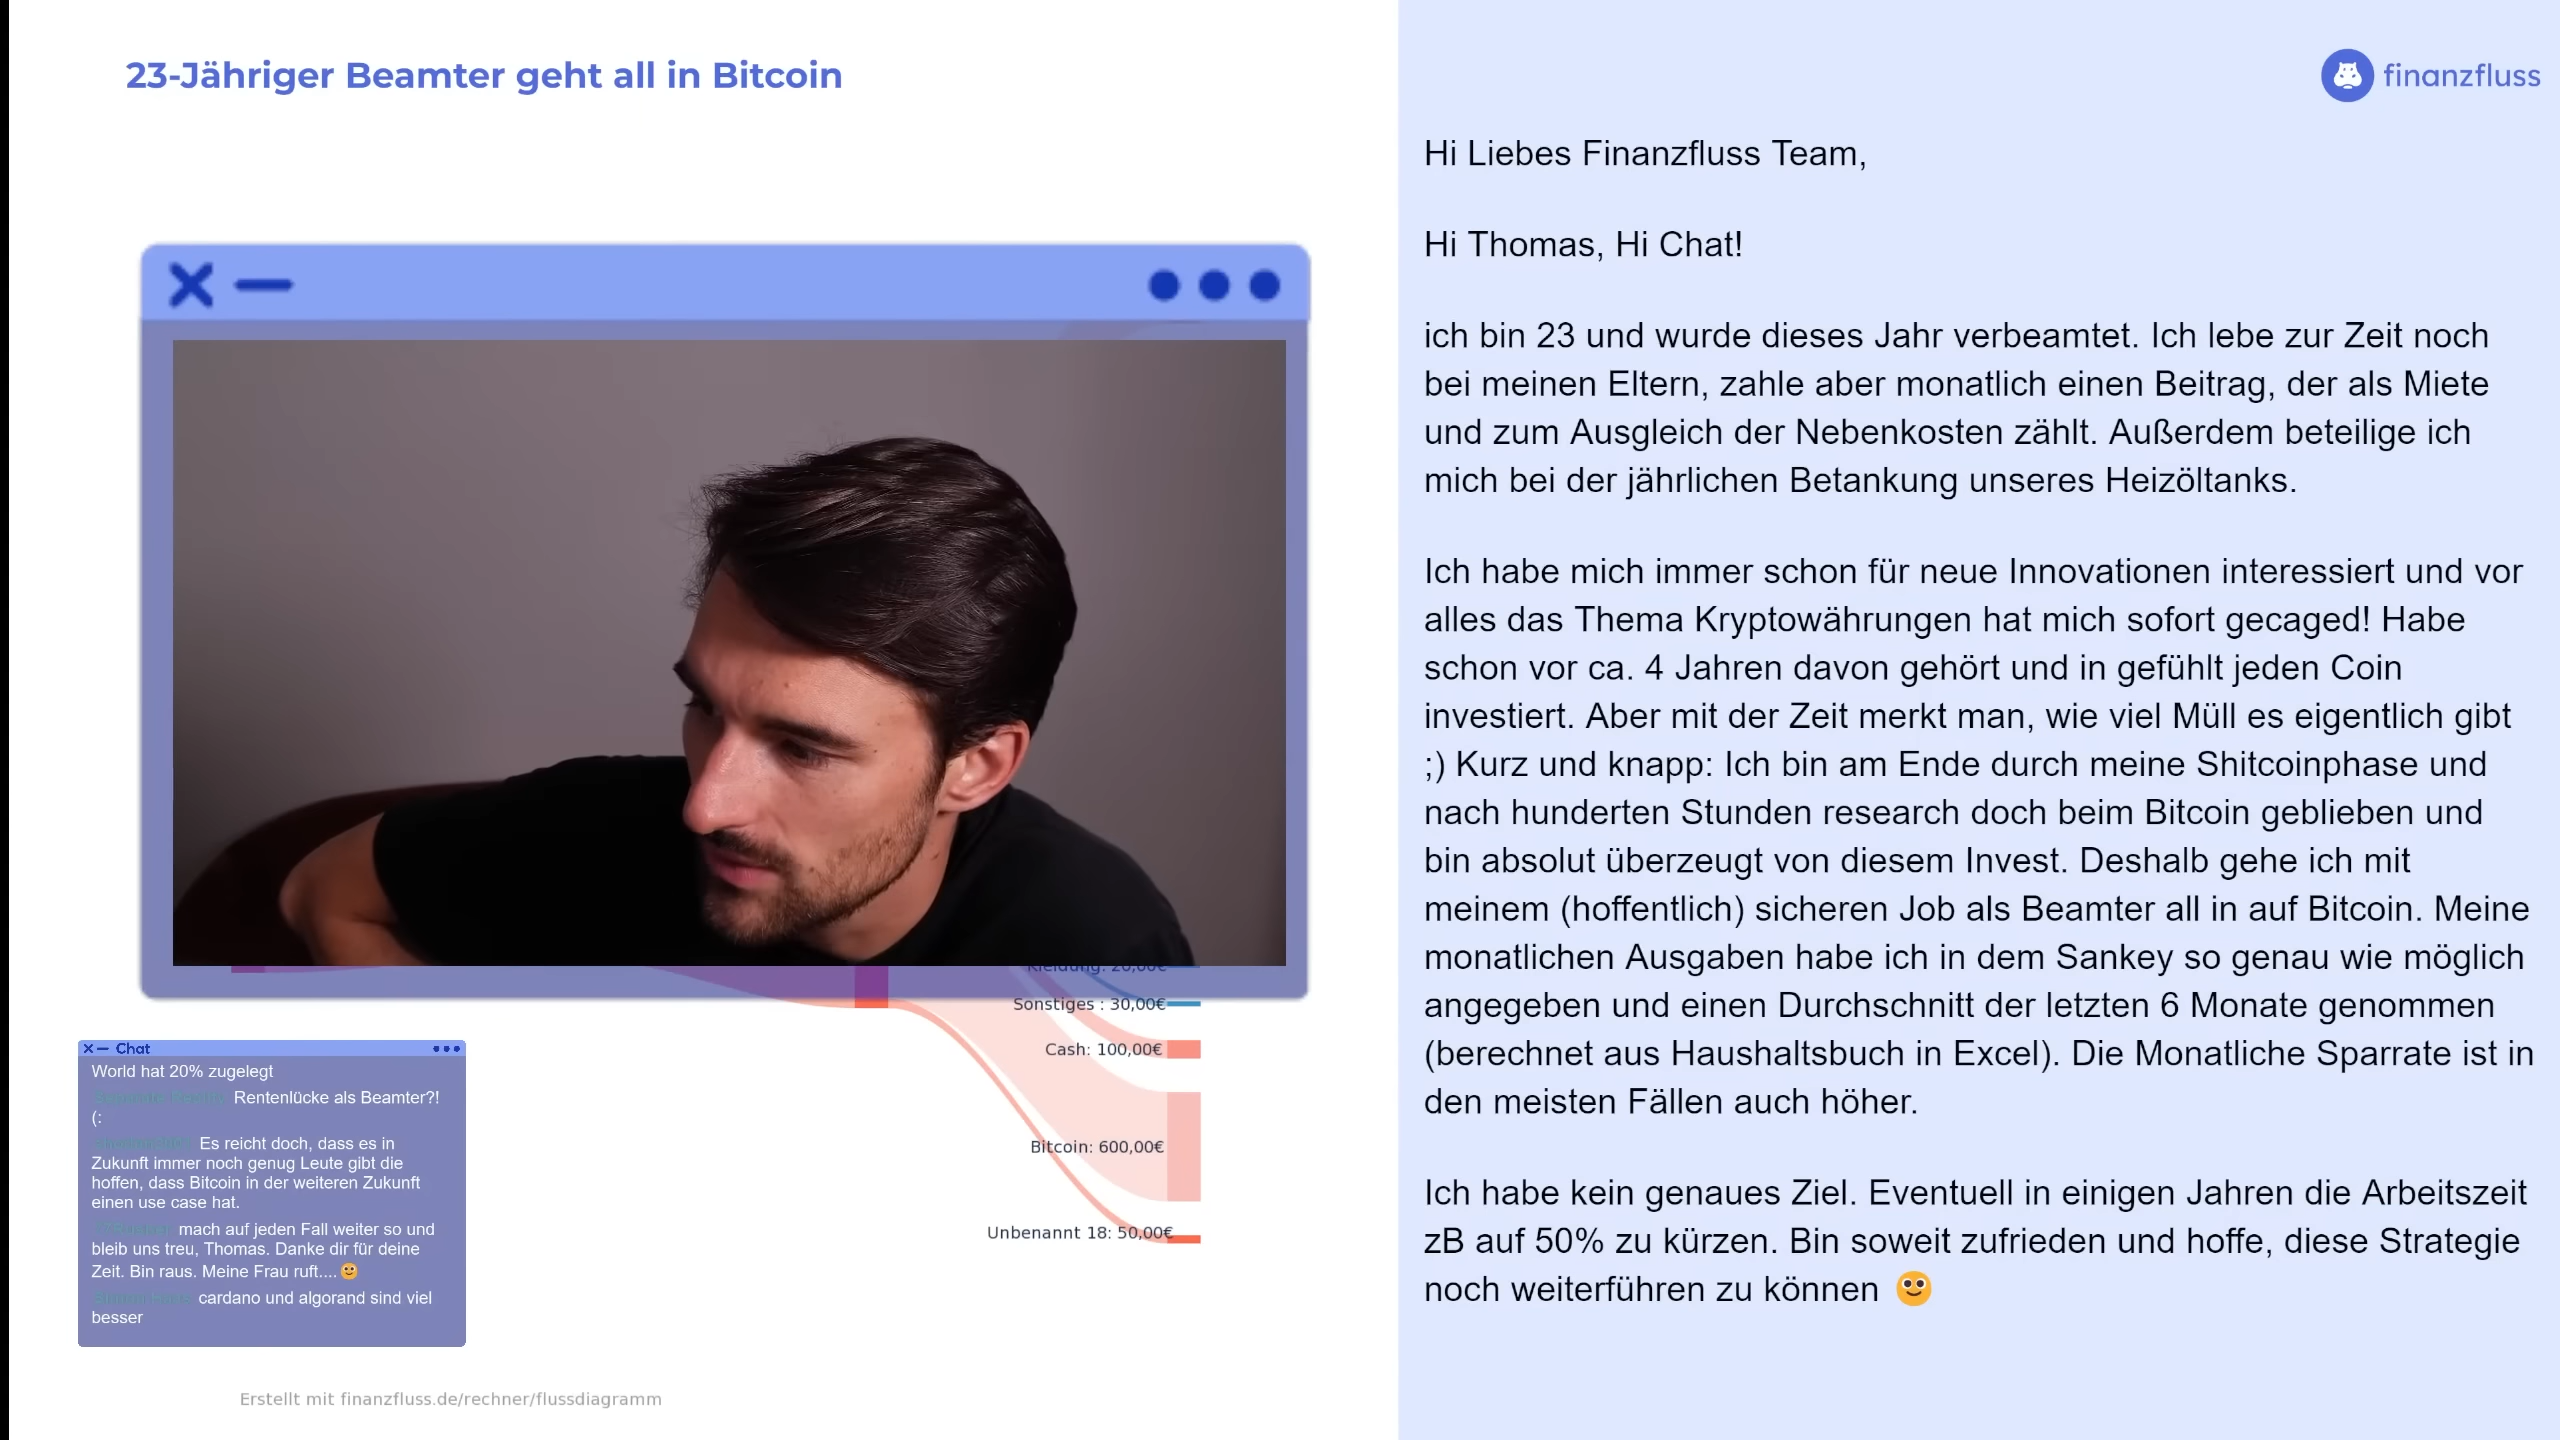 23-Jähriger Beamter geht all in Bitcoin
finanzfluss
Hi Liebes Finanzfluss Team,
Hi Thomas, Hi Chat!
ich bin 23 und wurde dieses Jahr verbeamtet. Ich lebe zur Zeit noch
bei meinen Eltern, zahle aber monatlich einen Beitrag, der als Miete
und zum Ausgleich der Nebenkosten zählt. Außerdem beteilige ich
mich bei der jährlichen Betankung unseres Heizöltanks.
Ich habe mich immer schon für neue Innovationen interessiert und vor
alles das Thema Kryptowährungen hat mich sofort gecaged! Habe
schon vor ca. 4 Jahren davon gehört und in gefühlt jeden Coin
investiert. Aber mit der Zeit merkt man, wie viel Müll es eigentlich gibt
;) Kurz und knapp: Ich bin am Ende durch meine Shitcoinphase und
nach hunderten Stunden research doch beim Bitcoin geblieben und
bin absolut überzeugt von diesem Invest. Deshalb gehe ich mit
meinem (hoffentlich) sicheren Job als Beamter all in auf Bitcoin. Meine
monatlichen Ausgaben habe ich in dem Sankey so genau wie möglich
angegeben und einen Durchschnitt der letzten 6 Monate genommen
(berechnet aus Haushaltsbuch in Excel). Die Monatliche Sparrate ist in
den meisten Fällen auch höher.
Ich habe kein genaues Ziel. Eventuell in einigen Jahren die Arbeitszeit
zB auf 50% zu kürzen. Bin soweit zufrieden und hoffe, diese Strategie
noch weiterführen zu können
Kleidung: 20,00€
Sonstiges : 30,00€
Cash: 100,00€
Bitcoin: 600,00€
Unbenannt 18: 50,00€
Chat
World hat 20% zugelegt
Rentenlücke als Beamter?!
(:
Es reicht doch, dass es in
Zukunft immer noch genug Leute gibt die
hoffen, dass Bitcoin in der weiteren Zukunft
einen use case hat.
mach auf jeden Fall weiter so und
bleib uns treu, Thomas. Danke dir für deine
Zeit. Bin raus. Meine Frau ruft....
cardano und algorand sind viel
besser
Erstellt mit finanzfluss.de/rechner/flussdiagramm